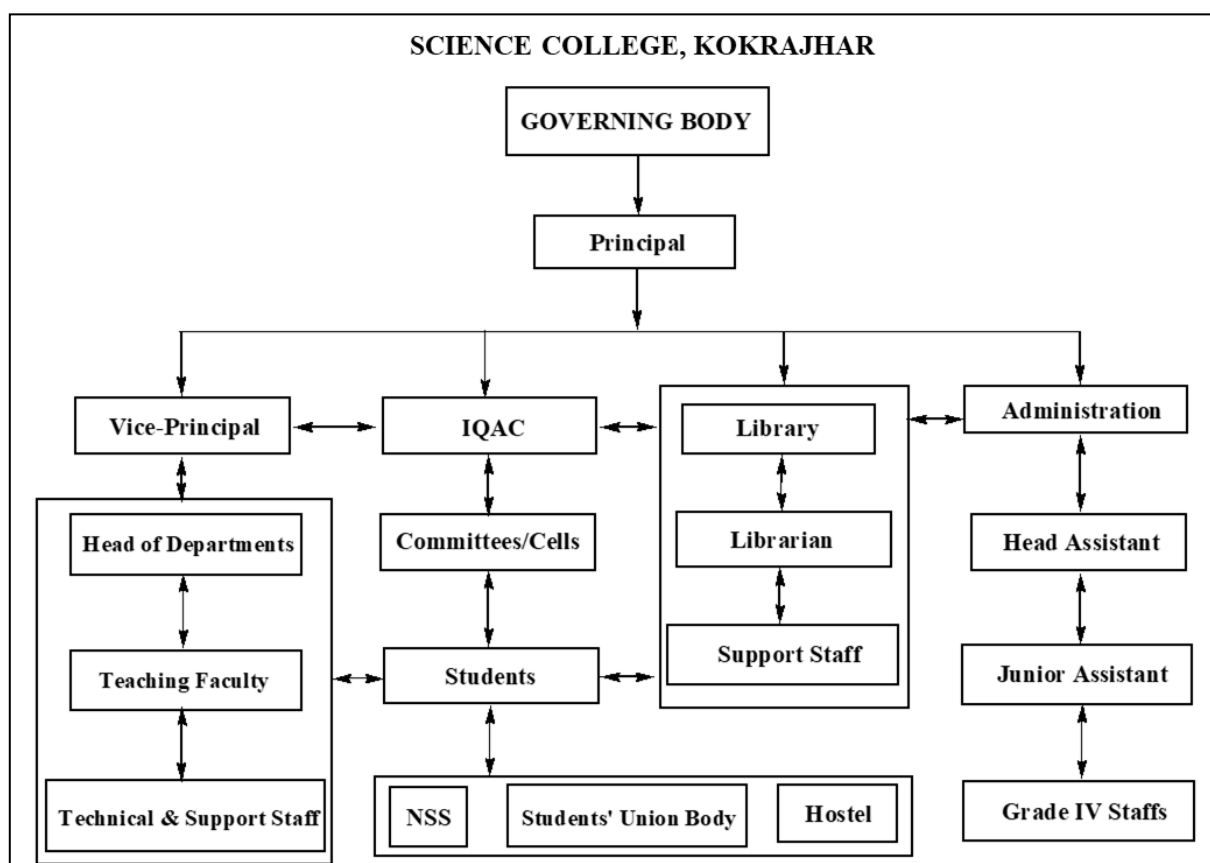 SCIENCE COLLEGE, KOKRAJHAR
GOVERNING BODY
Principal
Vice-Principal
IQAC
Library
Administration
Head of Departments
Committees/Cells
Librarian
Head Assistant
Teaching Faculty
Students
Support Staff
Junior Assistant
Technical & Support Staff
NSS
Students' Union Body
Hostel
Grade IV Staffs